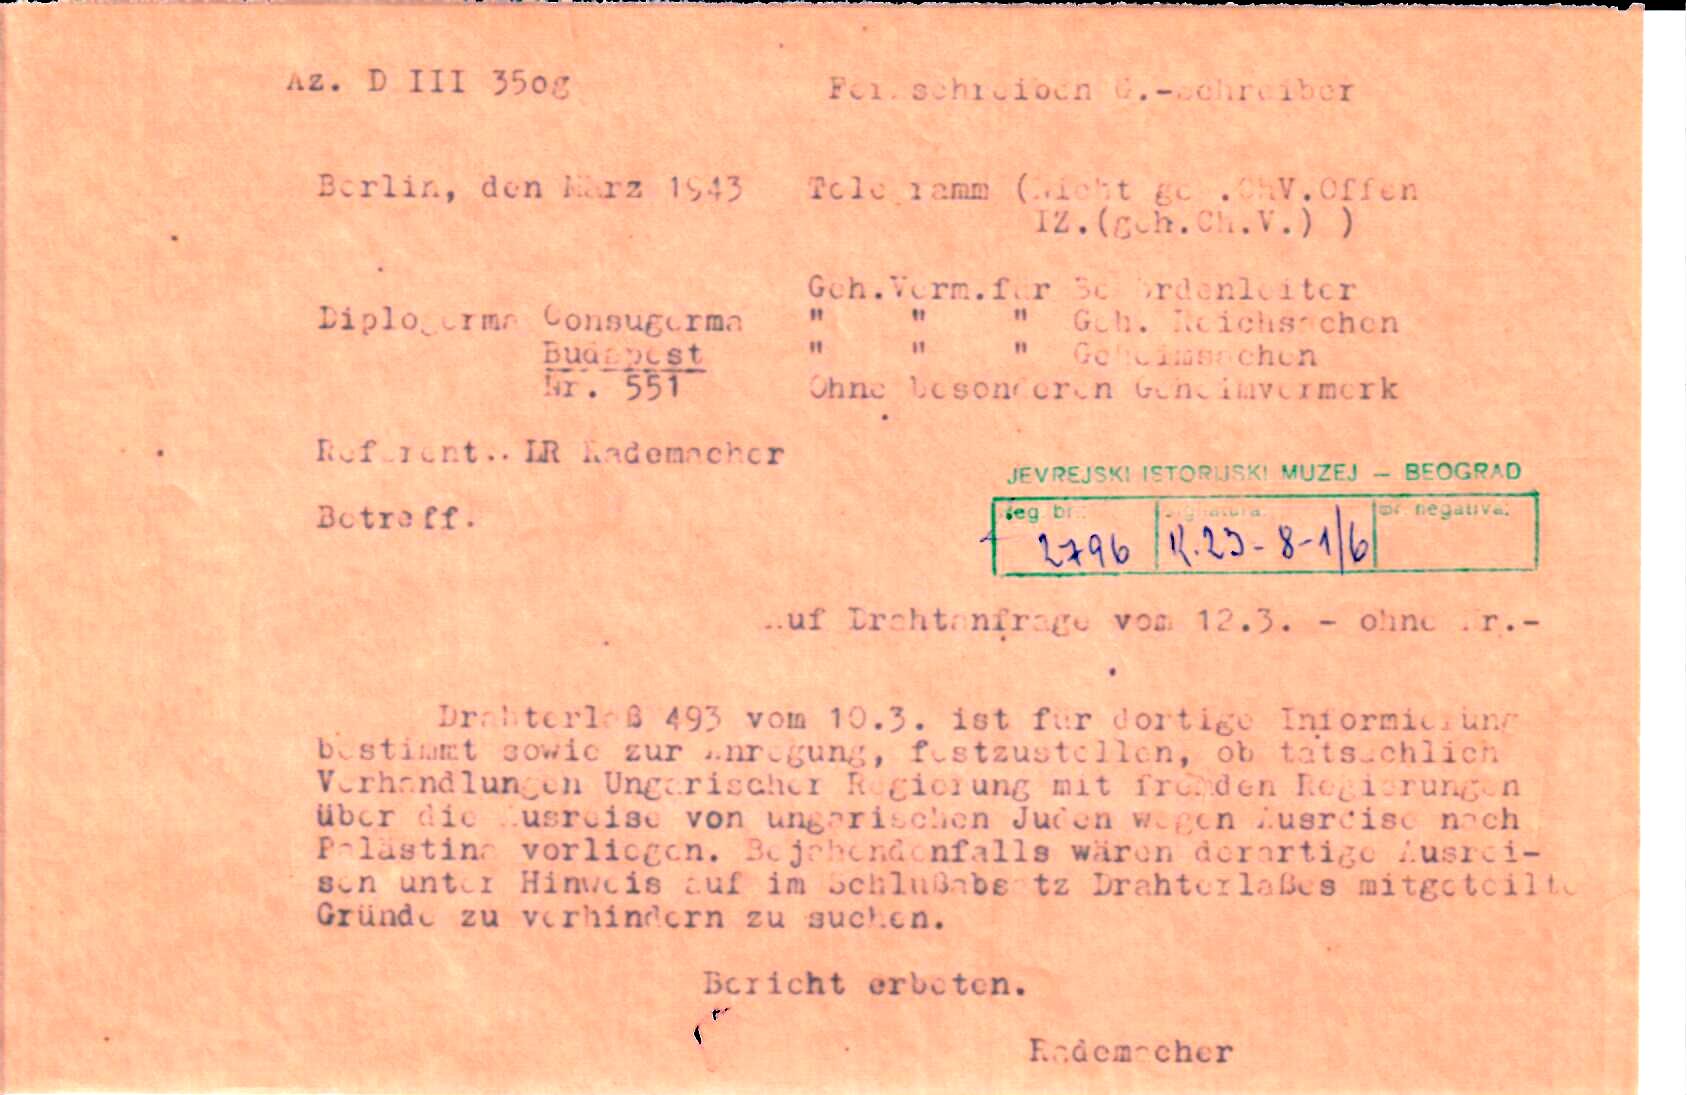 Az. D III 350g
Fernschreiben G.-Schreiber
Berlin, den März 1943
Telegramm (Nicht geh.ChV.Offen
IZ.(geh.Ch.V.) )
Geh.Verm.für Behördenleiter
Diplogerma Consugerma
" " " Geh. Reichssachen
Budapest
" " " Geheimsachen
Nr. 551
Ohne besonderen Geheimvermerk
Referent.. LR Rademacher
JEVREJSKI ISTORIJSKI MUZEJ — BEOGRAD
Betreff.
Reg. br. Signatura: Br. negativa:
2796 K.23-8-1/6
Auf Drahtanfrage vom 12.3. - ohne Nr.-
Drahterlaß 493 vom 10.3. ist für dortige Informierung
bestimmt sowie zur Anregung, festzustellen, ob tatsächlich
Verhandlungen Ungarischer Regierung mit fremden Regierungen
über die Ausreise von ungarischen Juden wegen Ausreise nach
Palästina vorliegen. Bejahendenfalls wären derartige Ausrei-
sen unter Hinweis auf im Schlußabsatz Drahterlaßes mitgeteilte
Gründe zu verhindern zu suchen.
Bericht erbeten.
Rademacher